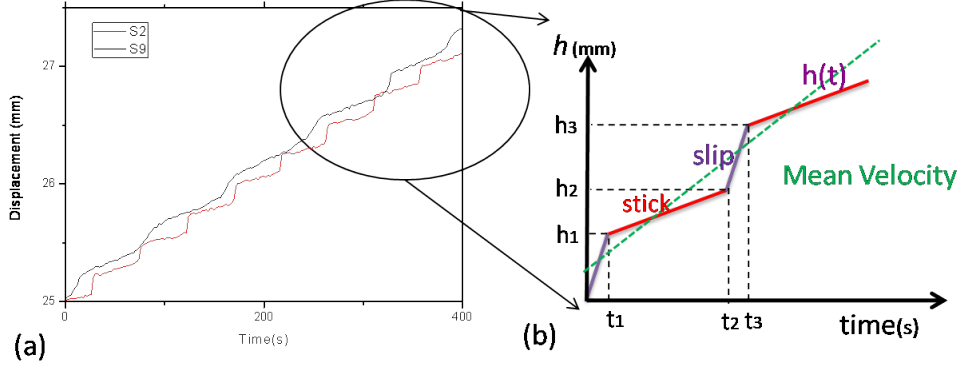 S2
S9
Displacement (mm)
27
26
25
0
200
400
Time(s)
(a)
h (mm)
h(t)
h3
slip
h2
Mean Velocity
stick
h1
t1
t2
t3
time(s)
(b)